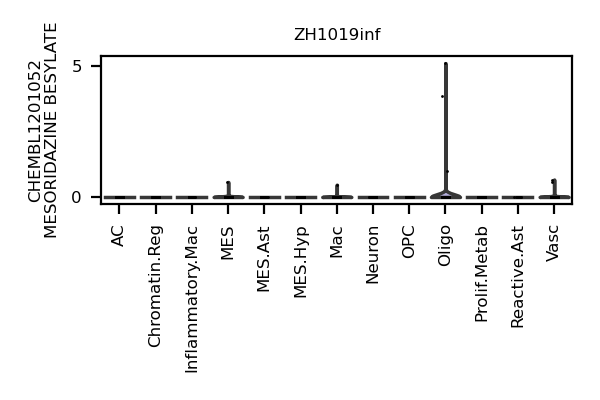 ZH1019inf
CHEMBL1201052
MESORIDAZINE BESYLATE
5
0
AC
Chromatin.Reg
Inflammatory.Mac
MES
MES.Ast
MES.Hyp
Mac
Neuron
OPC
Oligo
Prolif.Metab
Reactive.Ast
Vasc